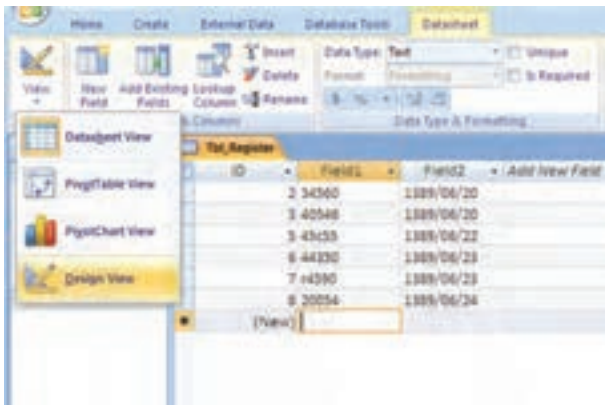 Home Create External Data Database Tools Datasheet
View New Field Add Existing Fields Lookup Column Insert Delete Rename
Data Type: Text Unique
Format: Formatting Is Required
Data Type & Formatting
& Columns
Datasheet View
PivotTable View
PivotChart View
Design View
Tbl_Register
ID Field1 Field2 Add New Field
2 34560 1389/06/20
3 40546 1389/06/20
5 45c55 1389/06/22
6 44350 1389/06/23
7 r4590 1389/06/23
8 20054 1389/06/24
(New)